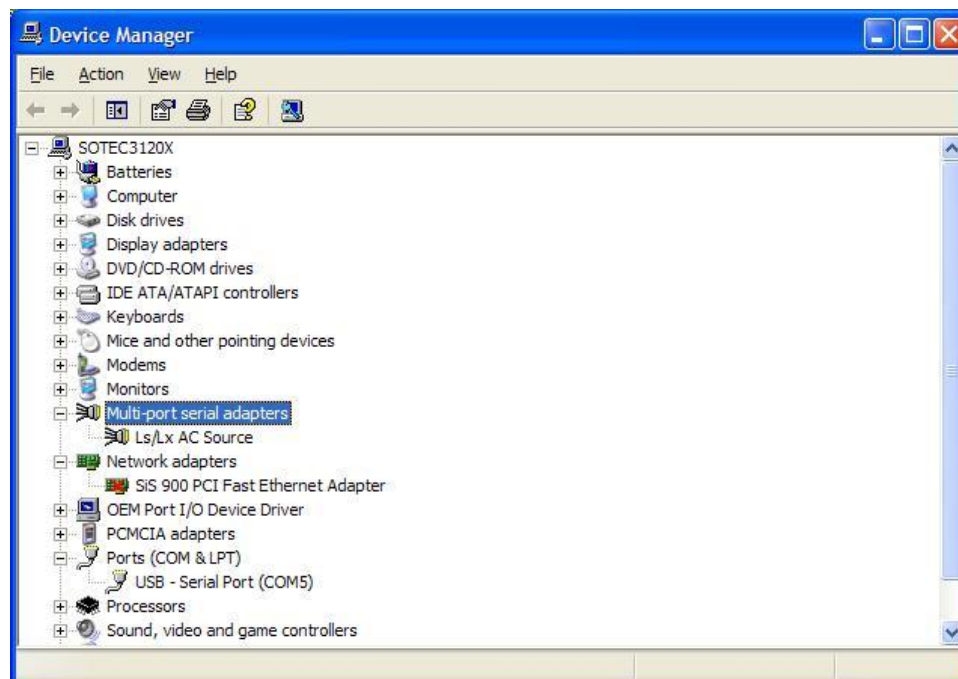 Device Manager
File Action View Help
SOTEC3120X
Batteries
Computer
Disk drives
Display adapters
DVD/CD-ROM drives
IDE ATA/ATAPI controllers
Keyboards
Mice and other pointing devices
Modems
Monitors
Multi-port serial adapters
Ls/Lx AC Source
Network adapters
SiS 900 PCI Fast Ethernet Adapter
OEM Port I/O Device Driver
PCMCIA adapters
Ports (COM & LPT)
USB - Serial Port (COM5)
Processors
Sound, video and game controllers